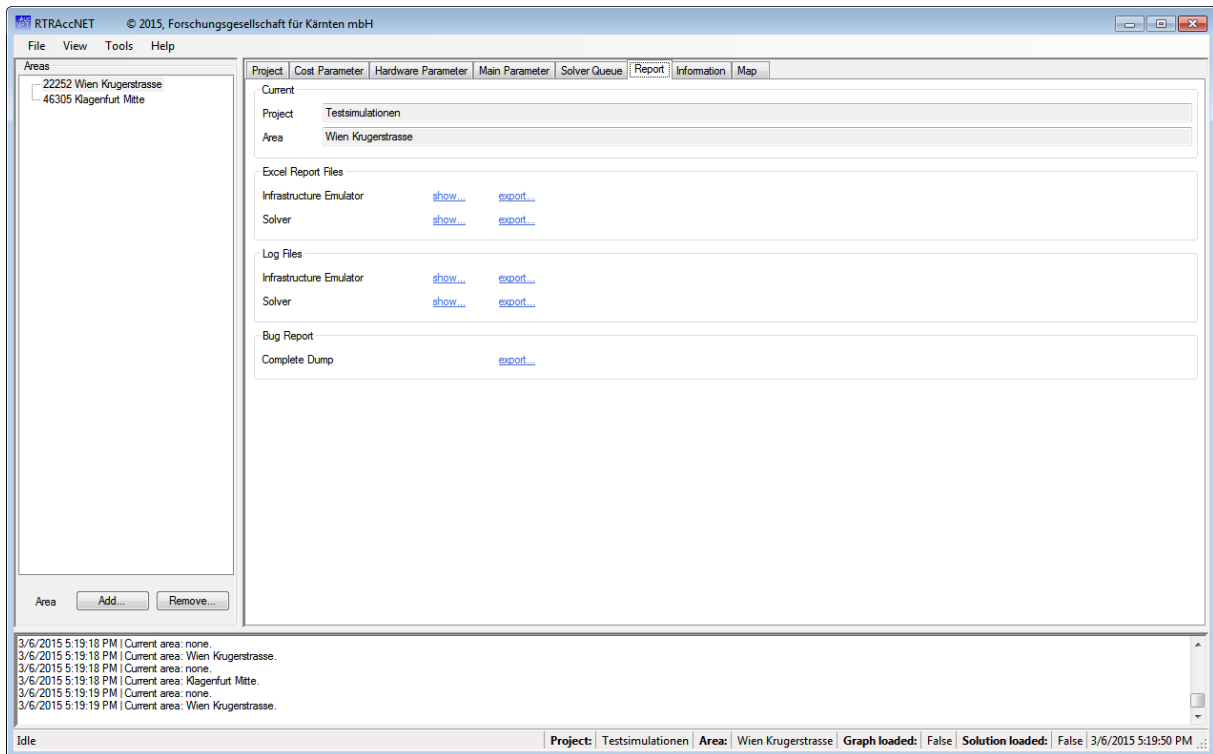 RTRAccNET © 2015, Forschungsgesellschaft für Kärnten mbH
File View Tools Help
Areas
22252 Wien Krugerstrasse
46305 Klagenfurt Mitte
Area Add... Remove...
Project Cost Parameter Hardware Parameter Main Parameter Solver Queue Report Information Map
Current
Project Testsimulationen
Area Wien Krugerstrasse
Excel Report Files
Infrastructure Emulator show... export...
Solver show... export...
Log Files
Infrastructure Emulator show... export...
Solver show... export...
Bug Report
Complete Dump export...
3/6/2015 5:19:18 PM | Current area: none.
3/6/2015 5:19:18 PM | Current area: Wien Krugerstrasse.
3/6/2015 5:19:18 PM | Current area: none.
3/6/2015 5:19:18 PM | Current area: Klagenfurt Mitte.
3/6/2015 5:19:19 PM | Current area: none.
3/6/2015 5:19:19 PM | Current area: Wien Krugerstrasse.
Idle Project: Testsimulationen Area: Wien Krugerstrasse Graph loaded: False Solution loaded: False 3/6/2015 5:19:50 PM